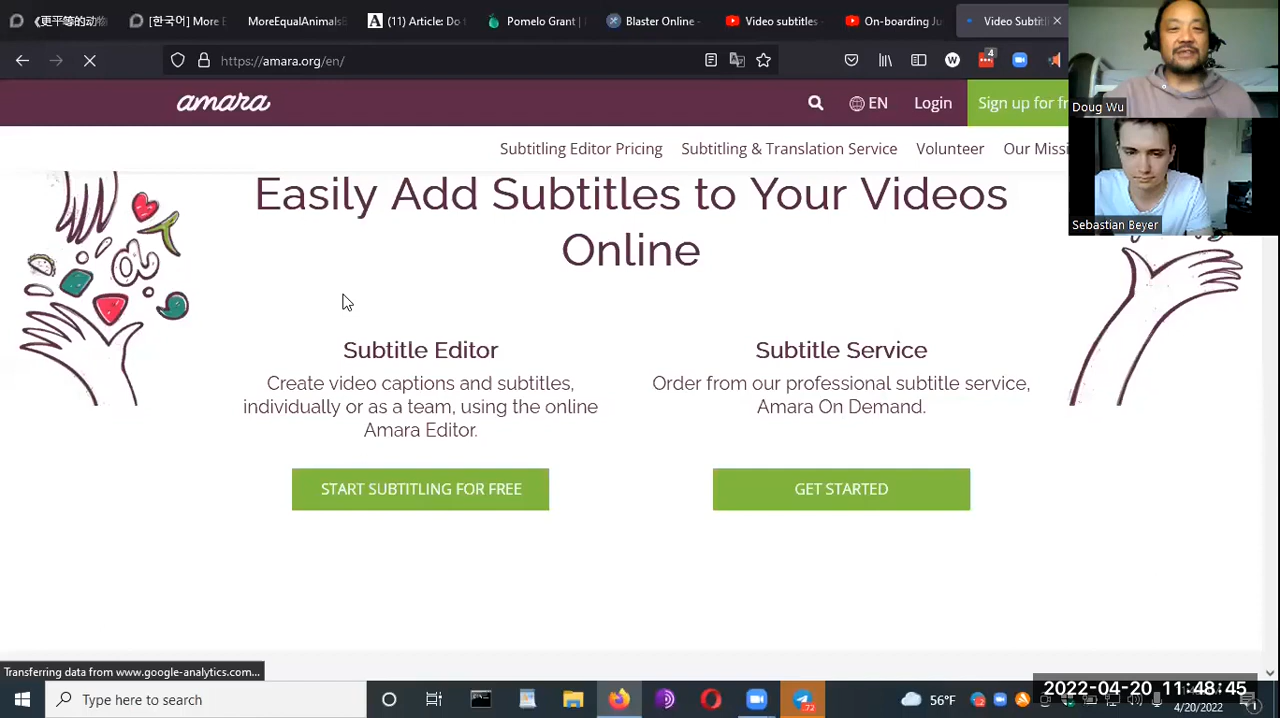 《更平等的动物
[한국어] More E
MoreEqualAnimals
(11) Article: Do t
Pomelo Grant |
Blaster Online -
Video subtitles -
On-boarding Ju
Video Subtitl
https://amara.org/en/
4
amara
EN
Login
Sign up for fr
Subtitling Editor Pricing
Subtitling & Translation Service
Volunteer
Our Missi
Doug Wu
Sebastian Beyer
Easily Add Subtitles to Your Videos
Online
Subtitle Editor
Create video captions and subtitles,
individually or as a team, using the online
Amara Editor.
START SUBTITLING FOR FREE
Subtitle Service
Order from our professional subtitle service,
Amara On Demand.
GET STARTED
Transferring data from www.google-analytics.com...
Type here to search
72
56°F
2022-04-20 11:48:45
4/20/2022
1